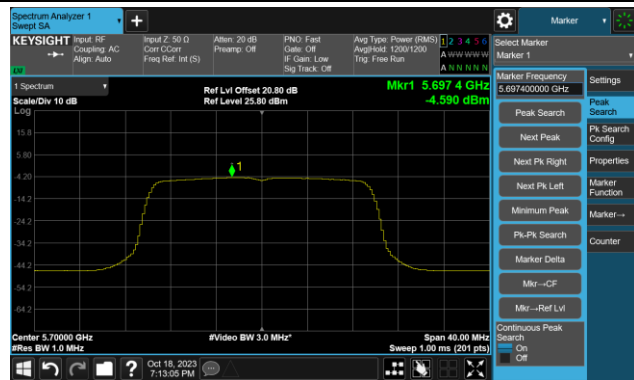 Spectrum Analyzer 1
Swept SA
Marker
KEYSIGHT
Input: RF
Coupling: AC
Align: Auto
Input Z: 50 Ω
Corr CCorr
Freq Ref: Int (S)
Atten: 20 dB
Preamp: Off
PNO: Fast
Gate: Off
IF Gain: Low
Sig Track: Off
Avg Type: Power (RMS)
Avg|Hold: 1200/1200
Trig: Free Run
1 2 3 4 5 6
A W W W W W
A N N N N N
Select Marker
Marker 1
1 Spectrum
Scale/Div 10 dB
Log
Ref Lvl Offset 20.80 dB
Ref Level 25.80 dBm
Mkr1 5.697 4 GHz
-4.590 dBm
15.8
5.80
-4.20
-14.2
-24.2
-34.2
-44.2
-54.2
-64.2
1
Center 5.70000 GHz
#Res BW 1.0 MHz
#Video BW 3.0 MHz*
Span 40.00 MHz
Sweep 1.00 ms (201 pts)
Marker Frequency
5.697400000 GHz
Peak Search
Next Peak
Next Pk Right
Next Pk Left
Minimum Peak
Pk-Pk Search
Marker Delta
Mkr→CF
Mkr→Ref Lvl
Continuous Peak
Search
On
Off
Settings
Peak
Search
Pk Search
Config
Properties
Marker
Function
Marker→
Counter
Oct 18, 2023
7:13:05 PM